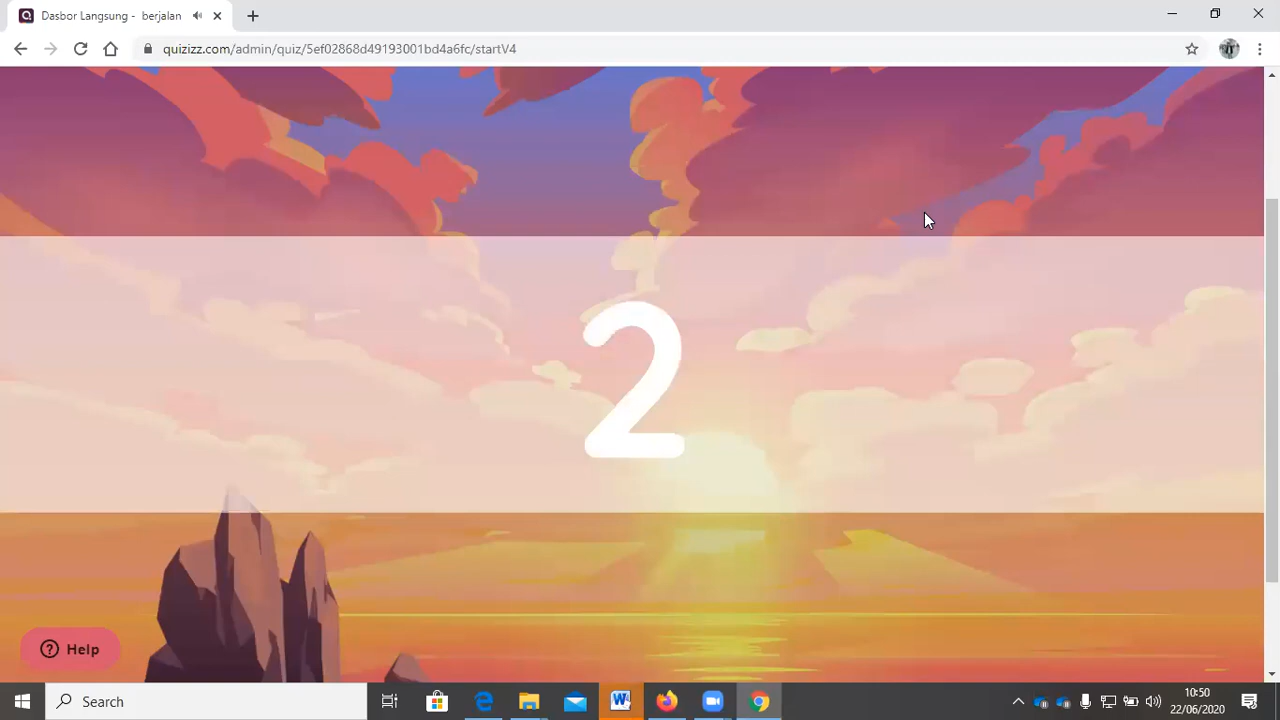 Dasbor Langsung - berjalan
quizizz.com/admin/quiz/5ef02868d49193001bd4a6fc/startV4
2
Help
Search
10:50
22/06/2020